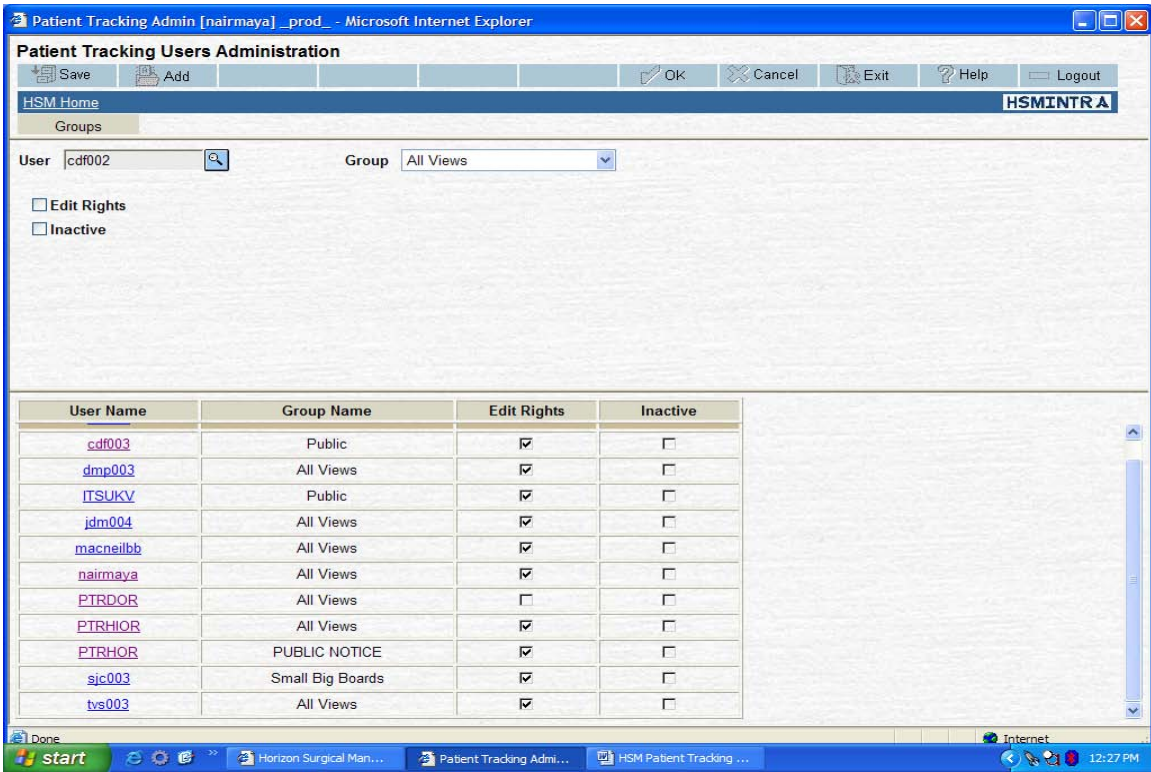 Patient Tracking Admin [nairmaya] _prod_ - Microsoft Internet Explorer
Patient Tracking Users Administration
Save Add OK Cancel Exit Help Logout
HSM Home HSMINTRA
Groups
User cdf002 Group All Views
Edit Rights
Inactive
User Name Group Name Edit Rights Inactive
cdf003 Public
dmp003 All Views
ITSUKV Public
jdm004 All Views
macneilbb All Views
nairmaya All Views
PTRDOR All Views
PTRHIOR All Views
PTRHOR PUBLIC NOTICE
sjc003 Small Big Boards
tvs003 All Views
Done Internet
start Horizon Surgical Man... Patient Tracking Admi... HSM Patient Tracking ... 12:27 PM